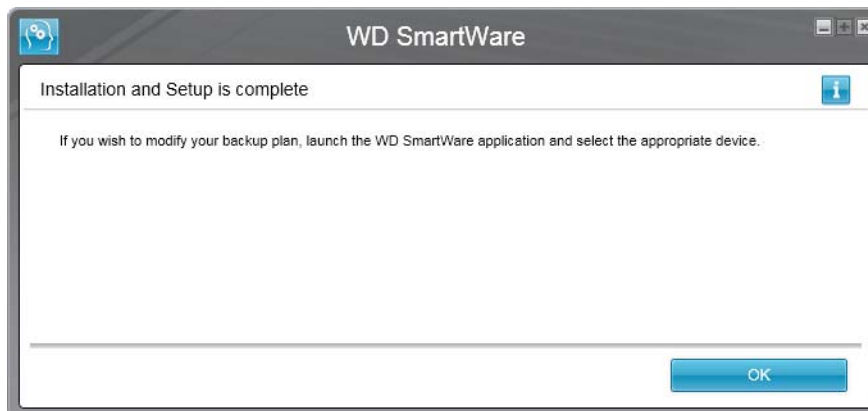 WD SmartWare
Installation and Setup is complete
If you wish to modify your backup plan, launch the WD SmartWare application and select the appropriate device.
OK